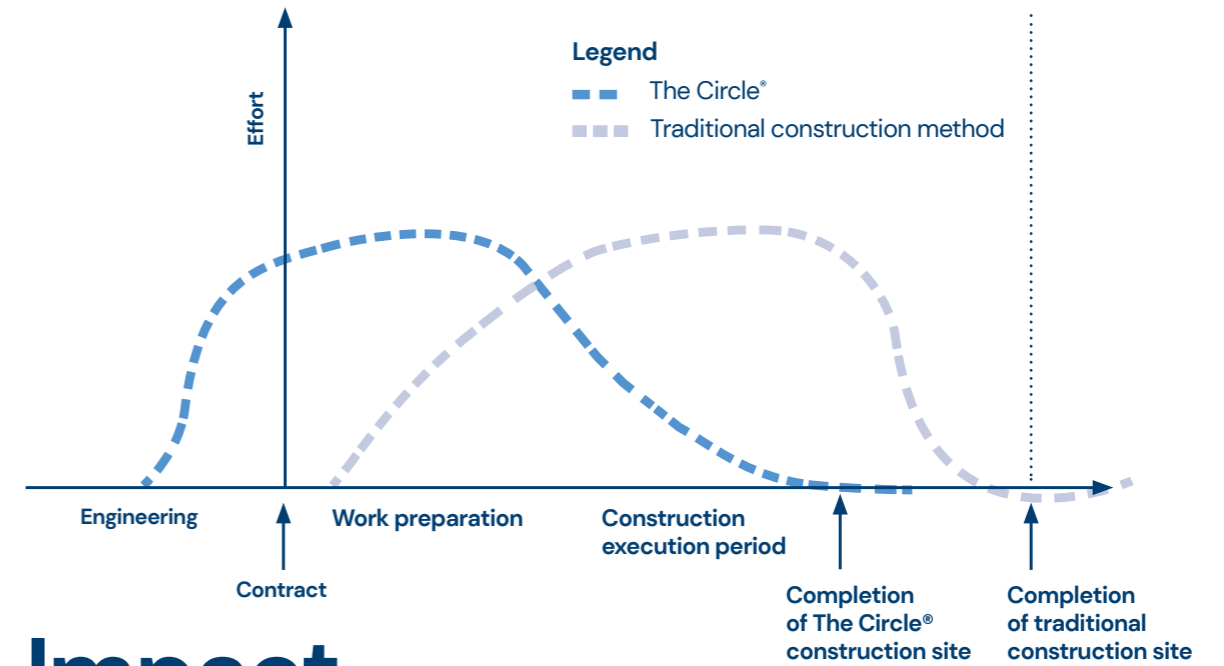 Legend
The Circle®
Traditional construction method
Effort
Engineering
Work preparation
Construction
execution period
Contract
Completion
of The Circle®
construction site
Completion
of traditional
construction site
Impact